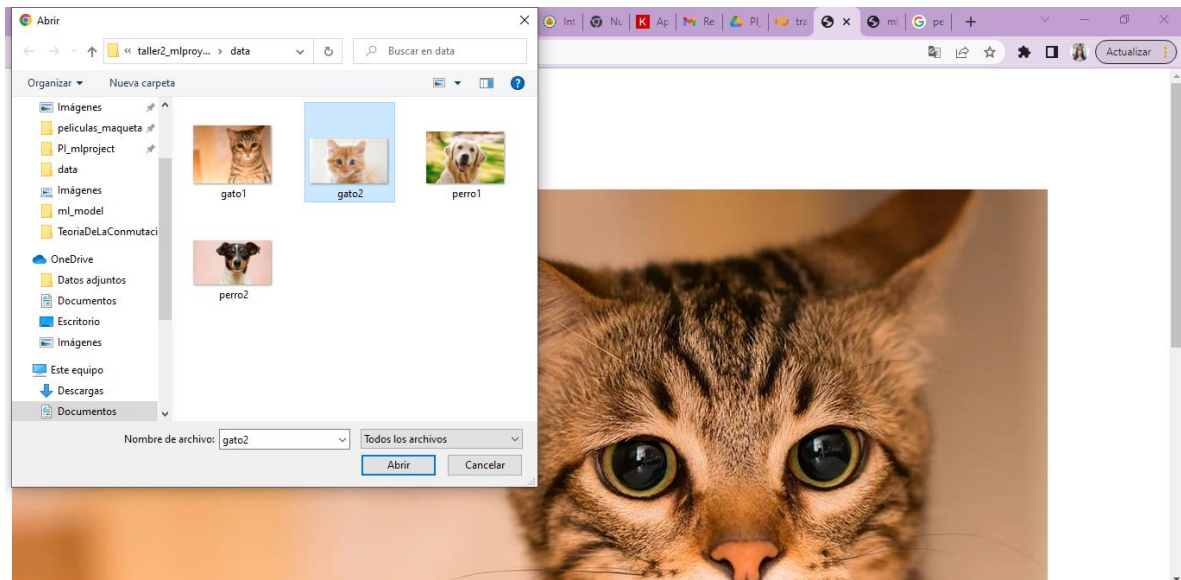 Abrir
Int Nu Ap Re PI_ tra ml pe
« taller2_mlproy... › data
Buscar en data
Actualizar
Organizar
Nueva carpeta
Imágenes
peliculas_maqueta
PI_mlproject
data
Imágenes
ml_model
TeoriaDeLaConmutaci
OneDrive
Datos adjuntos
Documentos
Escritorio
Imágenes
Este equipo
Descargas
Documentos
gato1
gato2
perro1
perro2
Nombre de archivo: gato2
Todos los archivos
Abrir
Cancelar